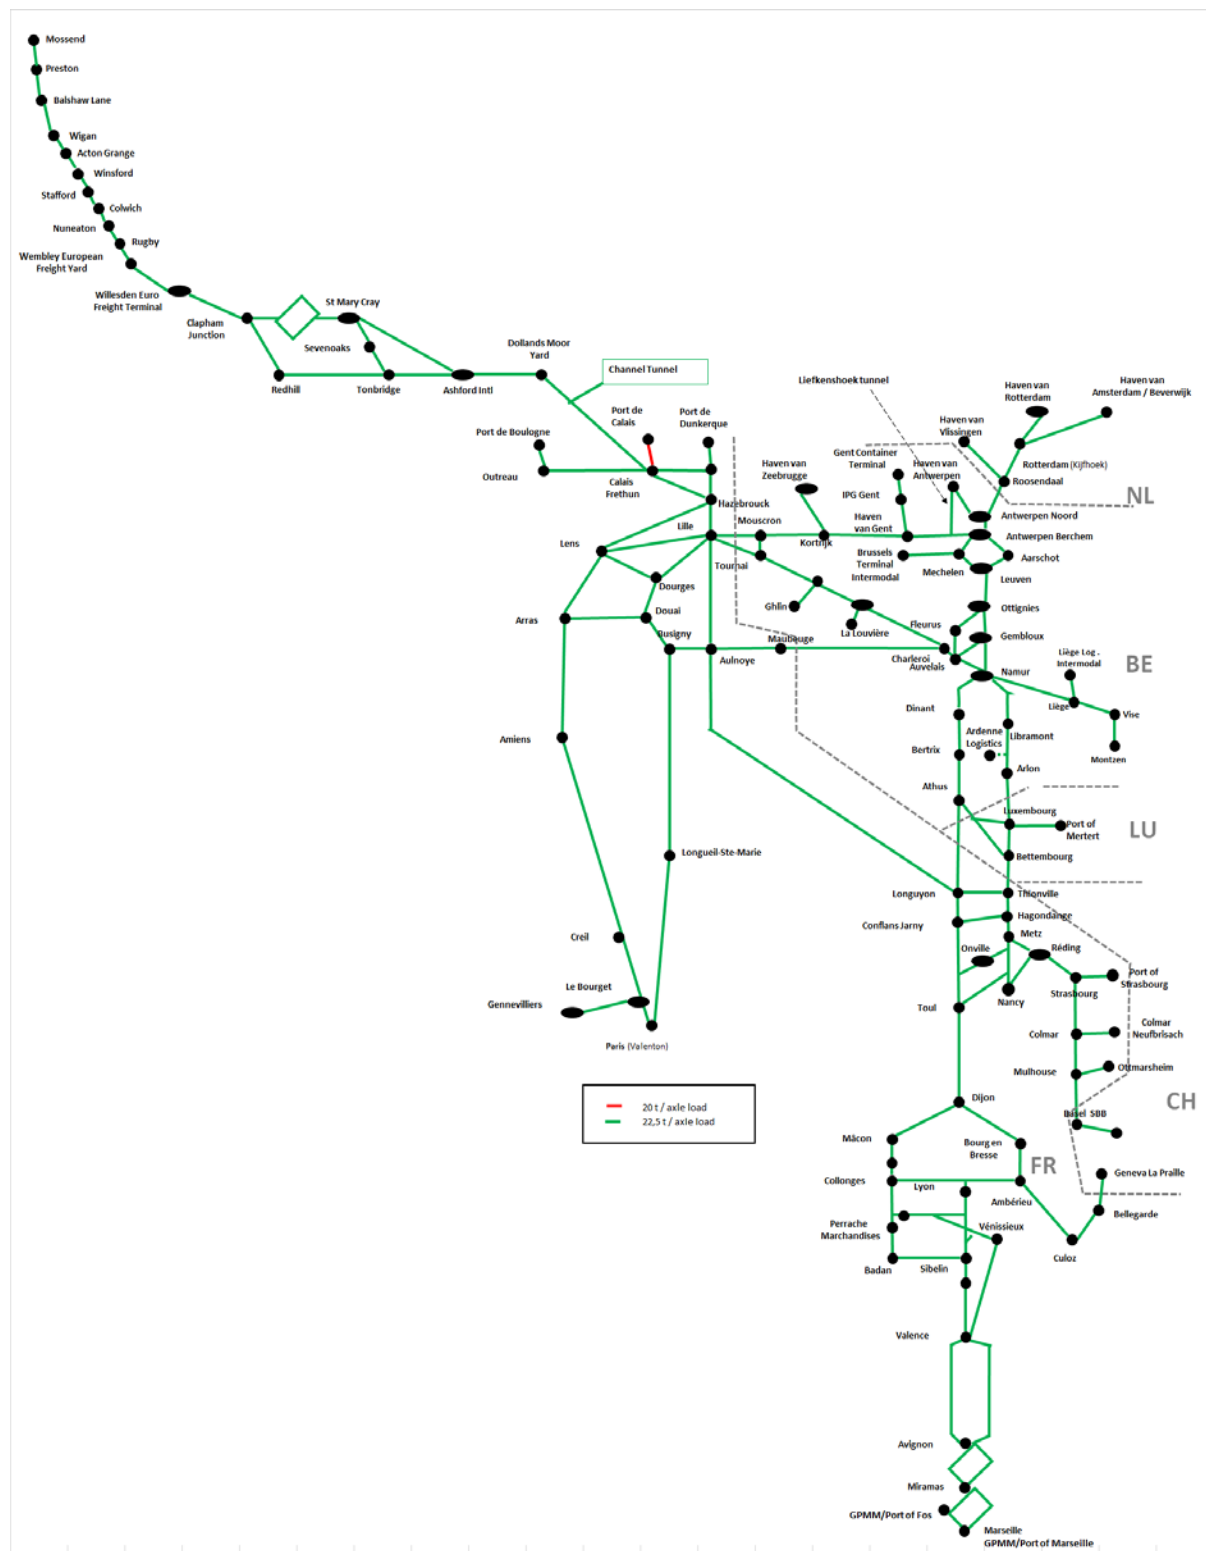 Mossend
Preston
Balshaw Lane
Wigan
Acton Grange
Winsford
Stafford
Colwich
Nuneaton
Rugby
Wembley European
Freight Yard
Willesden Euro
Freight Terminal
Clapham
Junction
St Mary Cray
Sevenoaks
Redhill
Tonbridge
Ashford Intl
Dollands Moor
Yard
Channel Tunnel
Liefkenshoek tunnel
Haven van
Rotterdam
Haven van
Amsterdam / Beverwijk
Port de
Calais
Port de
Dunkerque
Port de Boulogne
Haven van
Vlissingen
Outreau
Calais
Frethun
Haven van
Zeebrugge
Gent Container
Terminal
Haven van
Antwerpen
Rotterdam (Kijfhoek)
Roosendaal
NL
IPG Gent
Hazebrouck
Mouscron
Haven
van Gent
Antwerpen Noord
Lille
Kortrijk
Antwerpen Berchem
Lens
Tournai
Brussels
Terminal
Intermodal
Mechelen
Aarschot
Leuven
Dourges
Douai
Ghlin
La Louvière
Ottignies
Arras
Busigny
Fleurus
Gembloux
Maubeuge
Aulnoye
Charleroi
Auvelais
Namur
Liège Log .
Intermodal
BE
Dinant
Liège
Vise
Ardenne
Logistics
Libramont
Amiens
Bertrix
Montzen
Arlon
Athus
Luxembourg
Port of
Mertert
LU
Longueil-Ste-Marie
Bettembourg
Longuyon
Thionville
Conflans Jarny
Hagondange
Metz
Creil
Onville
Réding
Port of
Strasbourg
Le Bourget
Gennevilliers
Nancy
Strasbourg
Toul
Paris (Valenton)
Colmar
Colmar
Neufbrisach
Mulhouse
Ottmarsheim
20 t / axle load
22,5 t / axle load
Dijon
CH
Basel SBB
Mâcon
Bourg en
Bresse
FR
Geneva La Praille
Collonges
Lyon
Ambérieu
Bellegarde
Perrache
Marchandises
Vénissieux
Culoz
Badan
Sibelin
Valence
Avignon
Miramas
GPMM/Port of Fos
Marseille
GPMM/Port of Marseille